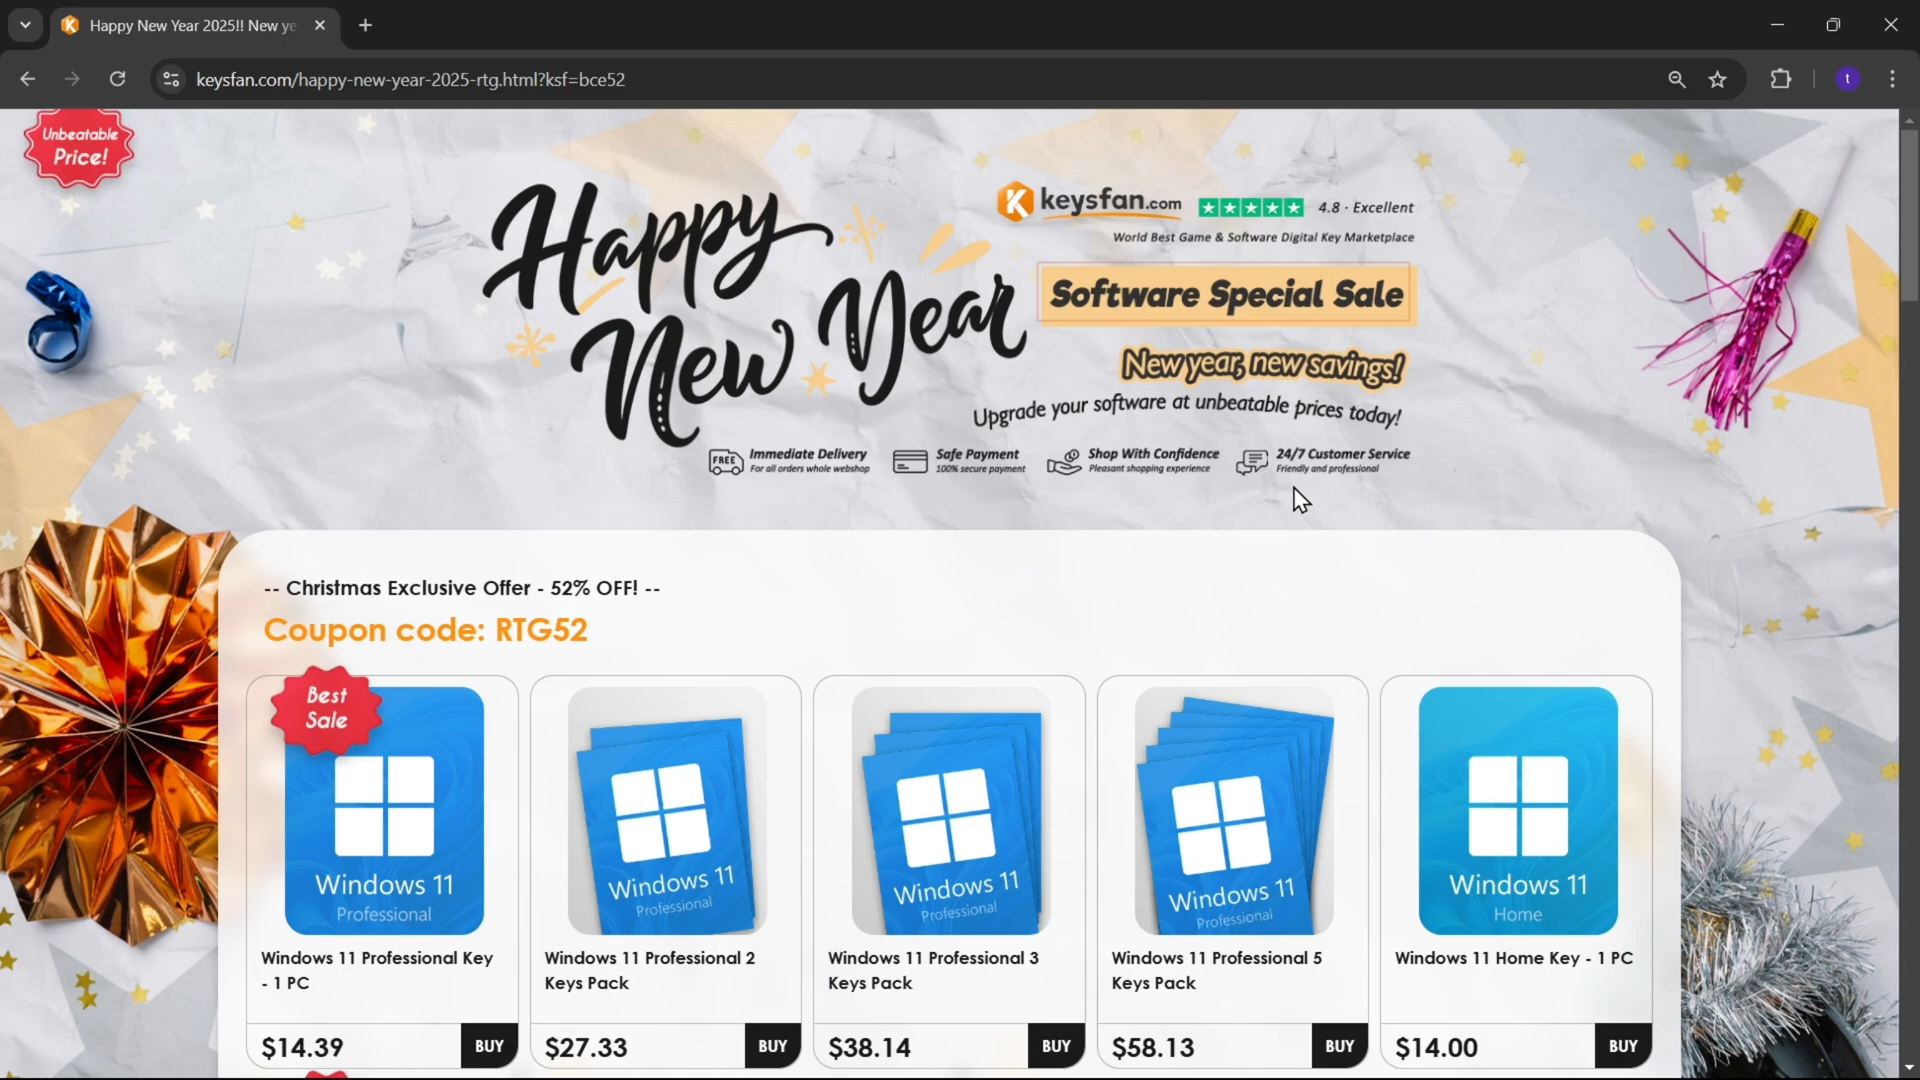 Happy New Year 2025!! New ye
keysfan.com/happy-new-year-2025-rtg.html?ksf=bce52
t
Unbeatable
Price!
Happy
New Year
K keysfan.com 4.8 · Excellent
World Best Game & Software Digital Key Marketplace
Software Special Sale
New year, new savings!
Upgrade your software at unbeatable prices today!
FREE Immediate Delivery
For all orders whole webshop
Safe Payment
100% secure payment
Shop With Confidence
Pleasant shopping experience
24/7 Customer Service
Friendly and professional
-- Christmas Exclusive Offer - 52% OFF! --
Coupon code: RTG52
Best
Sale
Windows 11
Professional
Windows 11 Professional Key
- 1 PC
$14.39 BUY
Windows 11
Professional
Windows 11 Professional 2
Keys Pack
$27.33 BUY
Windows 11
Professional
Windows 11 Professional 3
Keys Pack
$38.14 BUY
Windows 11
Professional
Windows 11 Professional 5
Keys Pack
$58.13 BUY
Windows 11
Home
Windows 11 Home Key - 1 PC
$14.00 BUY